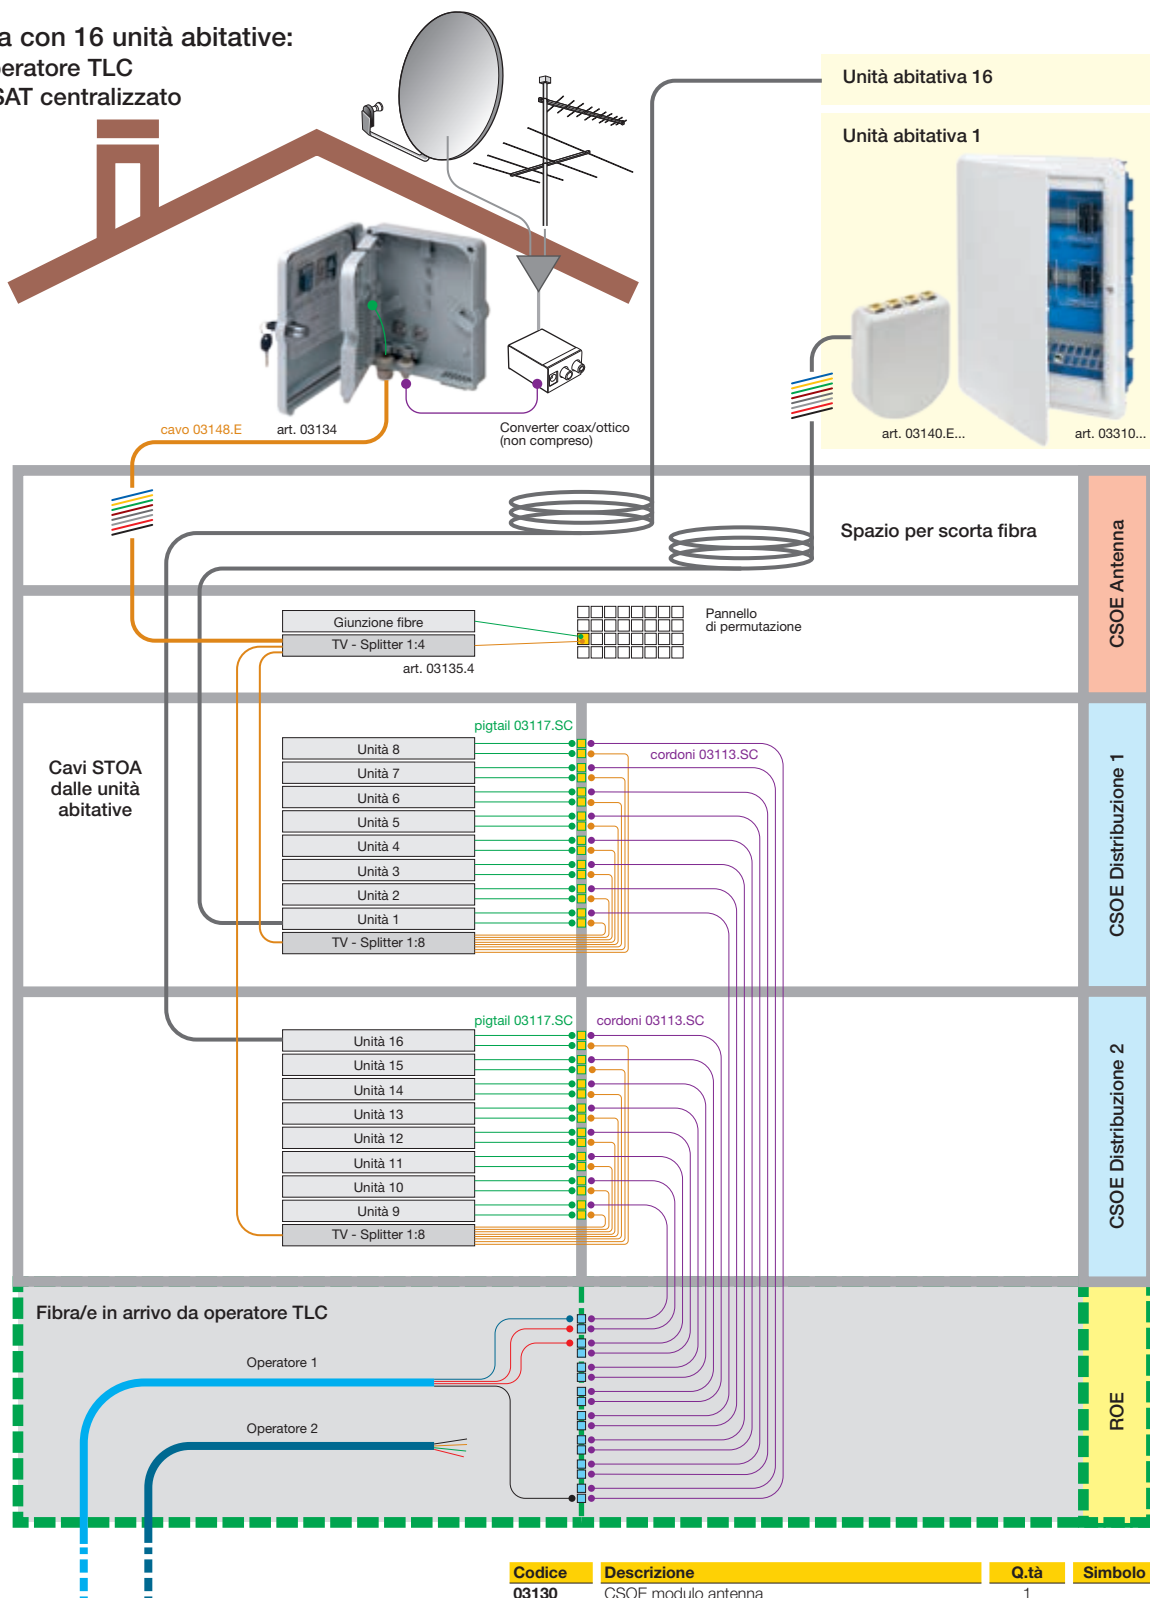 a con 16 unità abitative:
peratore TLC
SAT centralizzato
Unità abitativa 16
Unità abitativa 1
cavo 03148.E
art. 03134
Converter coax/ottico
(non compreso)
art. 03140.E...
art. 03310...
Spazio per scorta fibra
CSOE Antenna
Giunzione fibre
TV - Splitter 1:4
art. 03135.4
Pannello
di permutazione
Cavi STOA
dalle unità
abitative
pigtail 03117.SC
cordoni 03113.SC
Unità 8
Unità 7
Unità 6
Unità 5
Unità 4
Unità 3
Unità 2
Unità 1
TV - Splitter 1:8
CSOE Distribuzione 1
pigtail 03117.SC
cordoni 03113.SC
Unità 16
Unità 15
Unità 14
Unità 13
Unità 12
Unità 11
Unità 10
Unità 9
TV - Splitter 1:8
CSOE Distribuzione 2
Fibra/e in arrivo da operatore TLC
Operatore 1
Operatore 2
ROE
Codice Descrizione Q.tà Simbolo
03130 CSOE modulo antenna 1